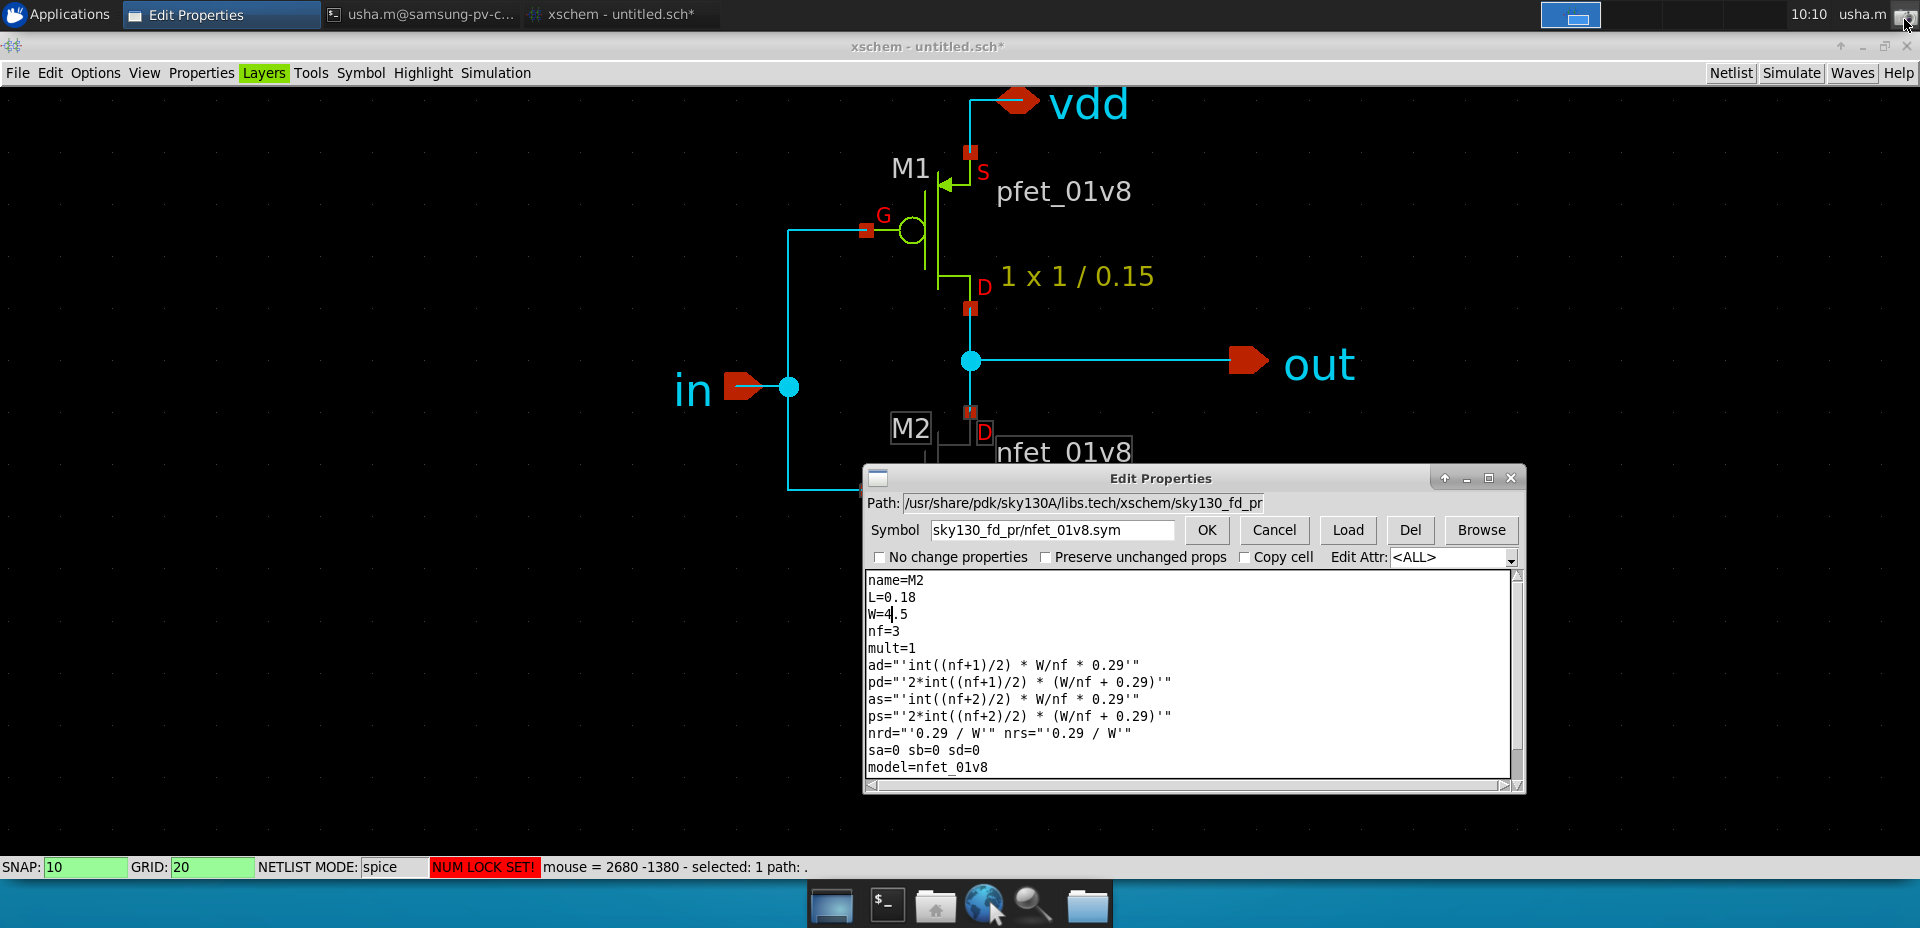 Applications
Edit Properties
usha.m@samsung-pv-c...
xschem - untitled.sch*
10:10
usha.m
xschem - untitled.sch*
File Edit Options View Properties Layers Tools Symbol Highlight Simulation
Netlist Simulate Waves Help
vdd
M1
S
pfet_01v8
G
1 x 1 / 0.15
D
out
in
M2
D
nfet_01v8
Edit Properties
Path: /usr/share/pdk/sky130A/libs.tech/xschem/sky130_fd_pr
Symbol sky130_fd_pr/nfet_01v8.sym OK Cancel Load Del Browse
No change properties Preserve unchanged props Copy cell Edit Attr: <ALL>
name=M2
L=0.18
W=4.5
nf=3
mult=1
ad="'int((nf+1)/2) * W/nf * 0.29'"
pd="'2*int((nf+1)/2) * (W/nf + 0.29)'"
as="'int((nf+2)/2) * W/nf * 0.29'"
ps="'2*int((nf+2)/2) * (W/nf + 0.29)'"
nrd="'0.29 / W'" nrs="'0.29 / W'"
sa=0 sb=0 sd=0
model=nfet_01v8
SNAP: 10 GRID: 20 NETLIST MODE: spice NUM LOCK SET! mouse = 2680 -1380 - selected: 1 path: .
$_